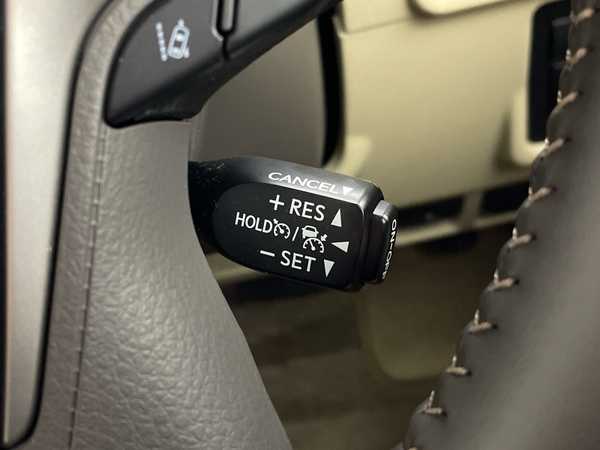 CANCEL▼
+RES▲
HOLD / ◀
−SET▼
ON-OFF